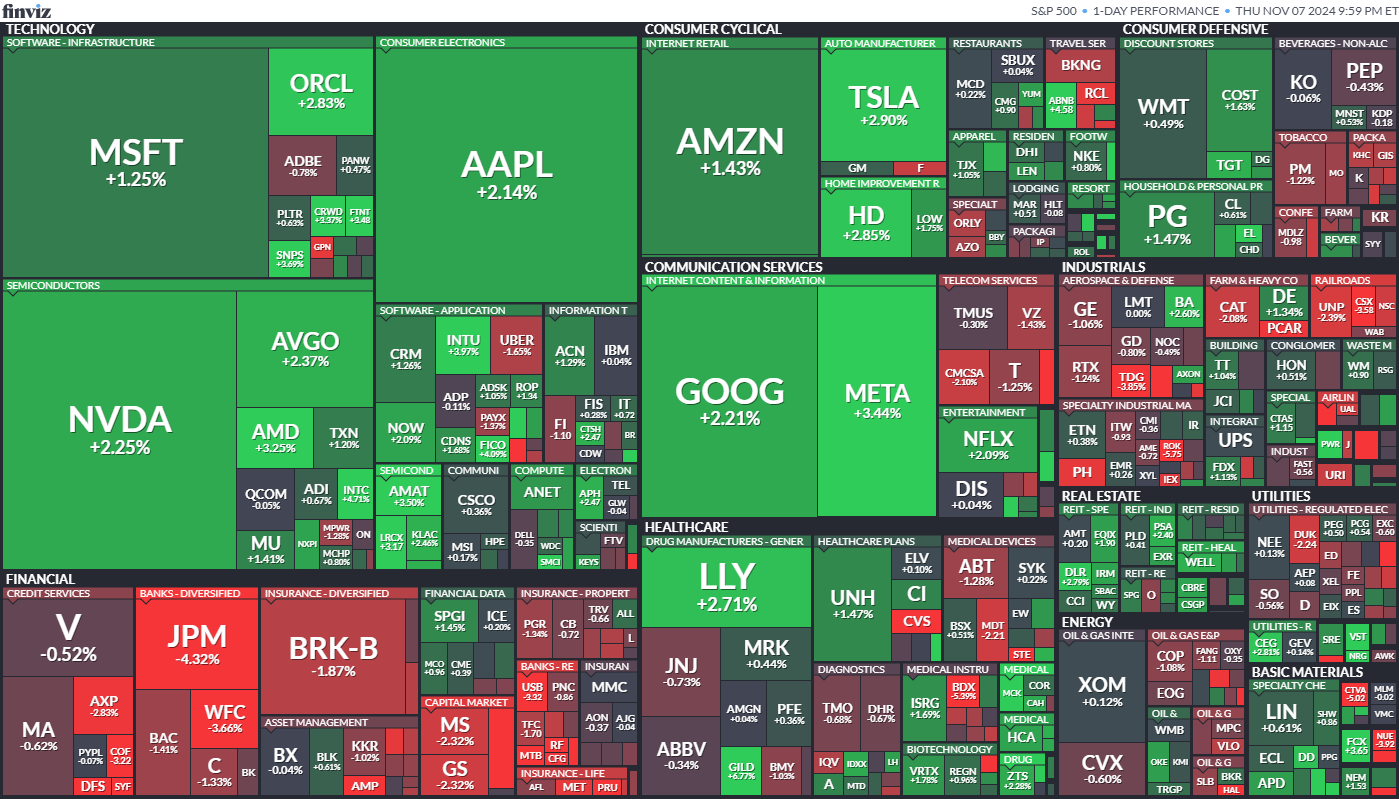 finviz
S&P 500 • 1-DAY PERFORMANCE • THU NOV 07 2024 9:59 PM ET
TECHNOLOGY
SOFTWARE - INFRASTRUCTURE
MSFT
+1.25%
ORCL
+2.83%
ADBE
-0.78%
PANW
+0.47%
PLTR
+0.63%
CRWD
+3.37%
FTNT
+3.48
SNPS
+3.69%
GPN
CONSUMER ELECTRONICS
AAPL
+2.14%
SEMICONDUCTORS
NVDA
+2.25%
AVGO
+2.37%
AMD
+3.25%
TXN
+1.20%
QCOM
-0.05%
ADI
+0.67%
INTC
+4.71%
MU
+1.41%
NXPI
MPWR
-1.28%
ON
MCHP
+0.80%
SOFTWARE - APPLICATION
CRM
+1.26%
INTU
+3.97%
UBER
-1.65%
NOW
+2.09%
ADP
-0.11%
ADSK
+1.05%
ROP
+1.34
PAYX
-1.37%
CDNS
+1.68%
FICO
+4.09%
INFORMATION T
ACN
+1.29%
IBM
+0.04%
FI
-1.10
FIS
+0.28%
IT
+0.72
CTSH
+2.47
BR
CDW
SEMICOND
AMAT
+3.50%
LRCX
+3.17
KLAC
+2.46%
COMMUNI
CSCO
+0.36%
MSI
+0.17%
HPE
COMPUTE
ANET
DELL
-0.35
WDC
SMCI
ELECTRON
APH
+2.47
TEL
GLW
-0.04
SCIENTI
FTV
KEYS
CONSUMER CYCLICAL
INTERNET RETAIL
AMZN
+1.43%
AUTO MANUFACTURER
TSLA
+2.90%
GM
F
HOME IMPROVEMENT R
HD
+2.85%
LOW
+1.75%
RESTAURANTS
MCD
+0.22%
SBUX
+0.04%
CMG
+0.90
YUM
TRAVEL SER
BKNG
ABNB
+4.58
RCL
APPAREL
TJX
+1.05%
RESIDEN
DHI
LEN
FOOTW
NKE
+0.80%
SPECIALT
ORLY
AZO
BBY
LODGING
MAR
+0.51
HLT
-0.08
PACKAGI
IP
RESORT
ROL
CONSUMER DEFENSIVE
DISCOUNT STORES
WMT
+0.49%
COST
+1.63%
TGT
DG
BEVERAGES - NON-ALC
KO
-0.06%
PEP
-0.43%
MNST
+0.53%
KDP
-0.18
HOUSEHOLD & PERSONAL PR
PG
+1.47%
CL
+0.61%
EL
CHD
TOBACCO
PM
-1.22%
MO
PACKA
KHC
GIS
K
CONFE
MDLZ
-0.98
FARM
BEVER
KR
SYY
COMMUNICATION SERVICES
INTERNET CONTENT & INFORMATION
GOOG
+2.21%
META
+3.44%
TELECOM SERVICES
TMUS
-0.30%
VZ
-1.43%
CMCSA
-2.10%
T
-1.25%
ENTERTAINMENT
NFLX
+2.09%
DIS
+0.04%
INDUSTRIALS
AEROSPACE & DEFENSE
GE
-1.06%
LMT
0.00%
BA
+2.60%
RTX
-1.24%
GD
-0.80%
NOC
-0.49%
TDG
-3.85%
AXON
FARM & HEAVY CO
CAT
-2.08%
DE
+1.34%
PCAR
RAILROADS
UNP
-2.39%
CSX
-3.58
NSC
WAB
BUILDING
TT
+1.04%
JCI
CONGLOMER
HON
+0.51%
WASTE M
WM
+0.90
RSG
SPECIALTY INDUSTRIAL MA
ETN
+0.38%
ITW
-0.93
CMI
-0.36
IR
AME
-0.72
ROK
-5.75
PH
EMR
+0.26
XYL
IEX
INTEGRAT
UPS
FDX
+1.13%
SPECIAL
CTAS
+1.15
AIRLIN
UAL
PWR
J
INDUST
FAST
-0.56
URI
HEALTHCARE
DRUG MANUFACTURERS - GENER
LLY
+2.71%
JNJ
-0.73%
MRK
+0.44%
ABBV
-0.34%
AMGN
+0.04%
PFE
+0.36%
GILD
+6.77%
BMY
-1.03%
HEALTHCARE PLANS
UNH
+1.47%
ELV
+0.10%
CI
CVS
MEDICAL DEVICES
ABT
-1.28%
SYK
+0.22%
BSX
+0.51%
MDT
-2.21
EW
STE
DIAGNOSTICS
TMO
-0.68%
DHR
-0.67%
IQV
IDXX
LH
A
MTD
MEDICAL INSTRU
ISRG
+1.69%
BDX
-5.39%
MEDICAL
MCK
COR
CAH
MEDICAL
HCA
BIOTECHNOLOGY
VRTX
+1.78%
REGN
+0.96%
DRUG
ZTS
+2.28%
REAL ESTATE
REIT - SPE
AMT
+0.20
EQIX
+1.90
DLR
+2.79%
IRM
CCI
SBAC
WY
REIT - IND
PLD
+0.41
PSA
+2.40
EXR
REIT - RE
SPG
O
REIT - RESID
REIT - HEAL
WELL
CBRE
CSGP
UTILITIES
UTILITIES - REGULATED ELEC
NEE
+0.13%
DUK
-2.24
PEG
+0.50
PCG
+0.54
EXC
-0.60
ED
SO
-0.56%
AEP
+0.08
XEL
FE
PPL
D
EIX
ES
UTILITIES - R
CEG
+2.81%
GEV
+0.14%
SRE
VST
NRG
AWK
ENERGY
OIL & GAS INTE
XOM
+0.12%
CVX
-0.60%
OIL & GAS E&P
COP
-1.08%
FANG
-1.11
OXY
-0.35
EOG
OIL &
WMB
OKE
KMI
TRGP
OIL & G
MPC
VLO
OIL & G
SLB
BKR
HAL
BASIC MATERIALS
SPECIALTY CHE
LIN
+0.61%
SHW
+0.86
ECL
DD
PPG
APD
CTVA
-5.02
MLM
-0.02
VMC
FCX
+3.65
NUE
-3.92
NEM
+1.53
ALB
FINANCIAL
CREDIT SERVICES
V
-0.52%
MA
-0.62%
AXP
-2.83%
PYPL
-0.07%
COF
-3.22
DFS
SYF
BANKS - DIVERSIFIED
JPM
-4.32%
BAC
-1.41%
WFC
-3.66%
C
-1.33%
BK
INSURANCE - DIVERSIFIED
BRK-B
-1.87%
ASSET MANAGEMENT
BX
-0.04%
BLK
+0.61%
KKR
-1.02%
AMP
FINANCIAL DATA
SPGI
+1.45%
ICE
+0.20%
MCO
+0.96
CME
+0.39
CAPITAL MARKET
MS
-2.32%
GS
-2.32%
INSURANCE - PROPERT
PGR
-1.34%
CB
-0.72
TRV
-0.66
ALL
L
BANKS - RE
USB
-2.32
PNC
-0.86
TFC
-1.70
RF
MTB
CFG
INSURAN
MMC
AON
-0.37
AJG
-0.04
INSURANCE - LIFE
AFL
MET
PRU